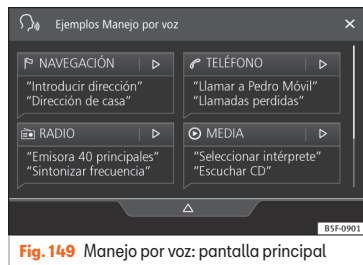 Ejemplos Manejo por voz
NAVEGACIÓN
"Introducir dirección"
"Dirección de casa"
TELÉFONO
"Llamar a Pedro Móvil"
"Llamadas perdidas"
RADIO
"Emisora 40 principales"
"Sintonizar frecuencia"
MEDIA
"Seleccionar intérprete"
"Escuchar CD"
B5F-0901
Fig. 149 Manejo por voz: pantalla principal